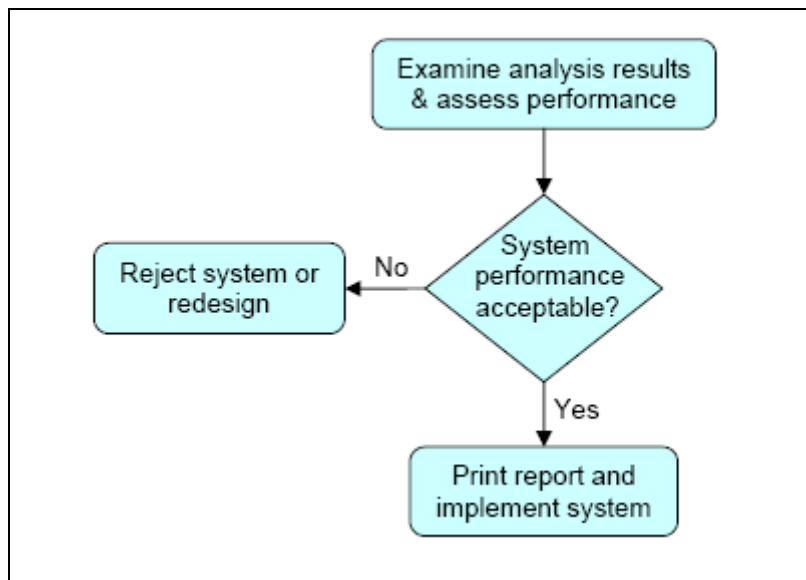 Examine analysis results
& assess performance
System
performance
acceptable?
No
Reject system or
redesign
Yes
Print report and
implement system